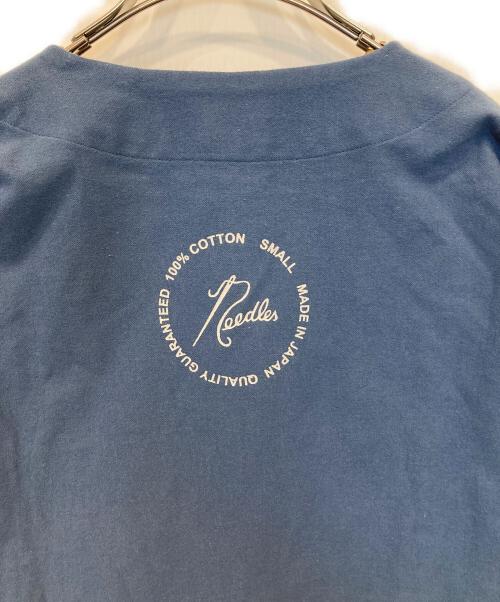 100% COTTON SMALL MADE IN JAPAN QUALITY GUARANTEED
Needles